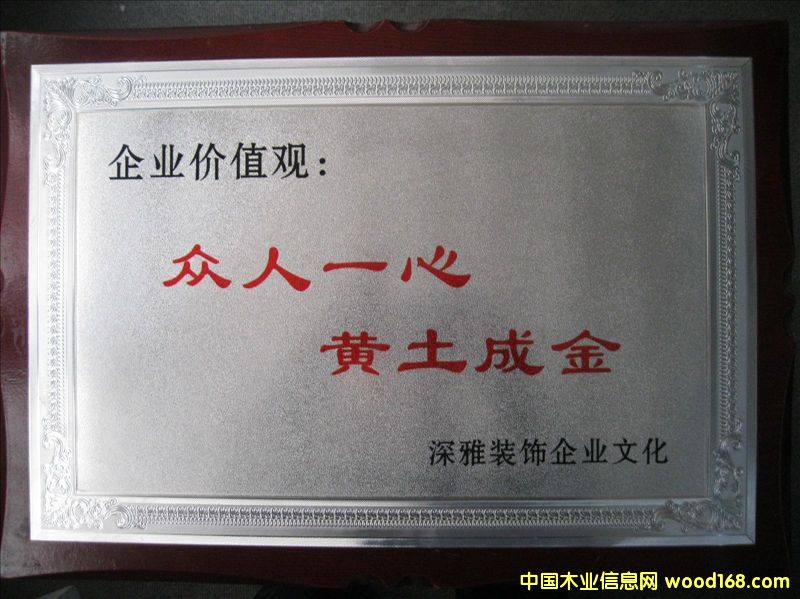 企业价值观：
众人一心
黄土成金
深雅装饰企业文化
中国木业信息网 wood168.com